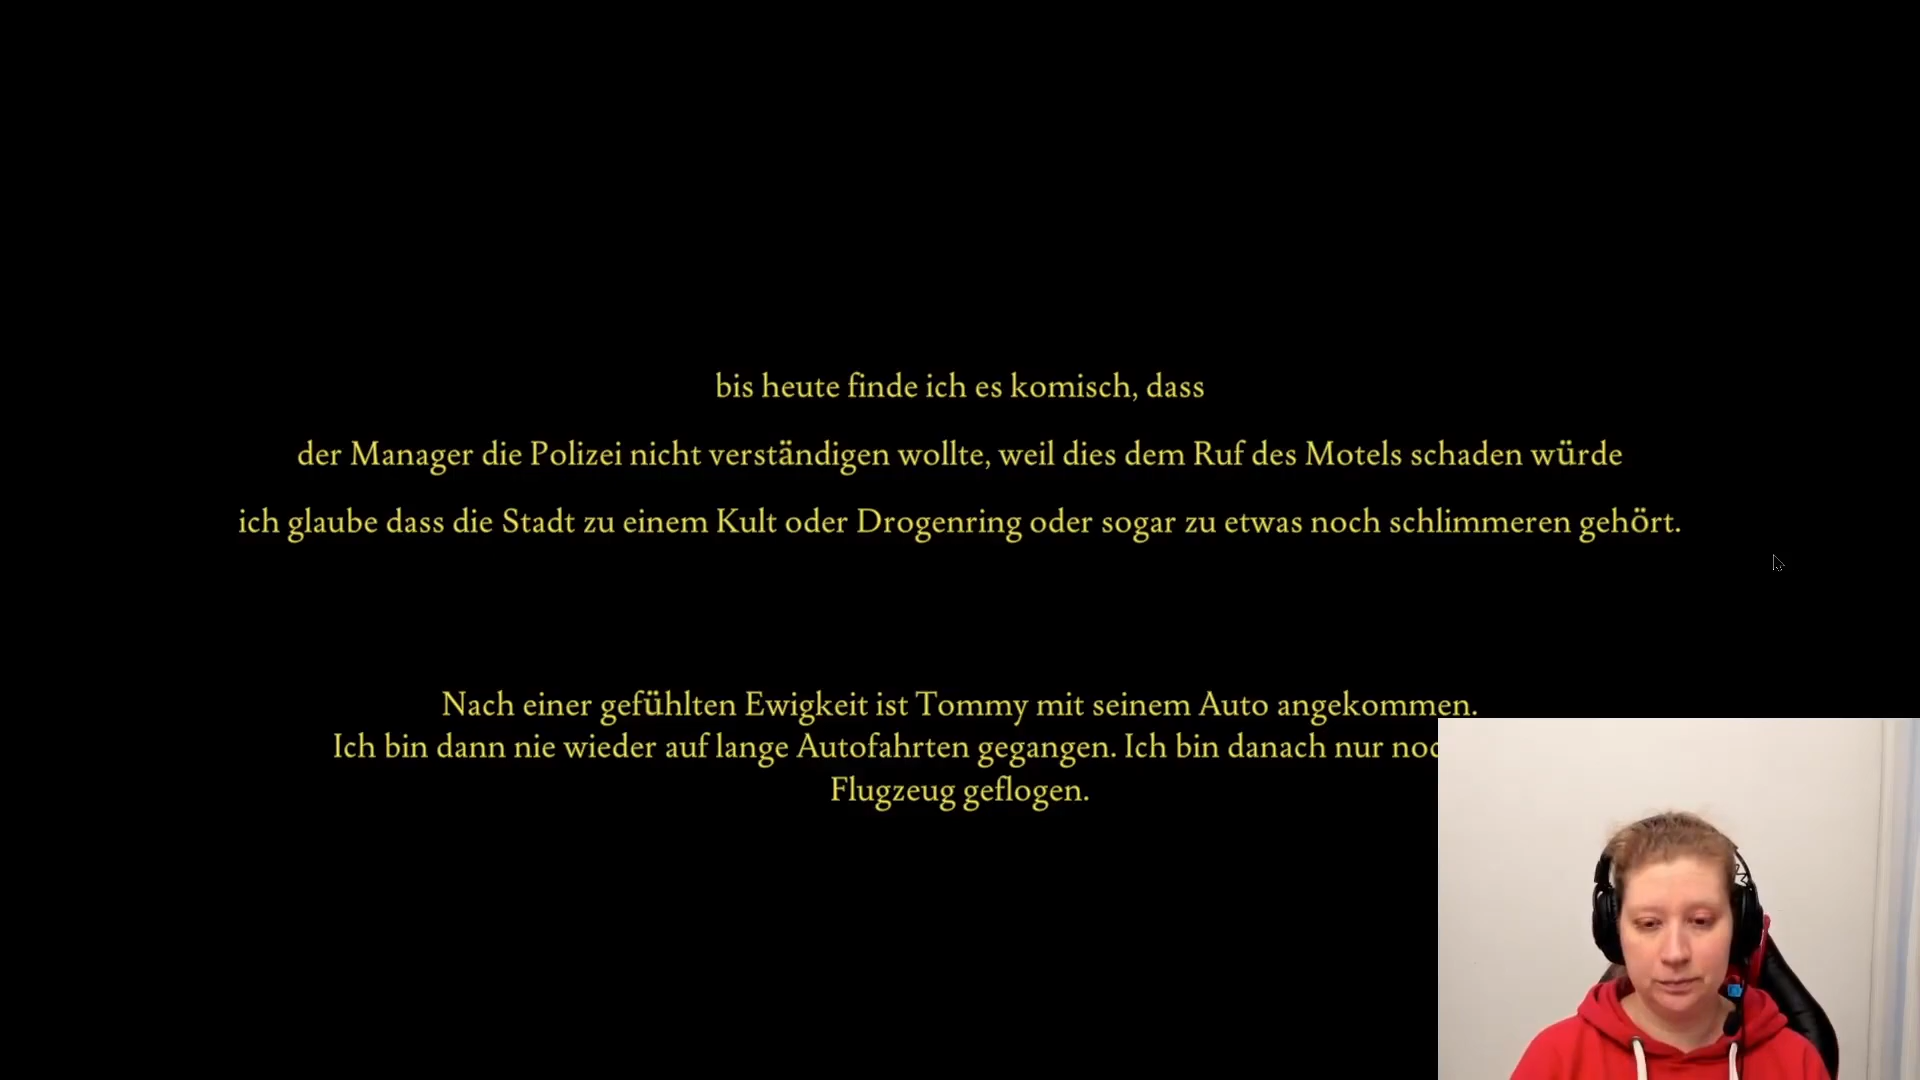 bis heute finde ich es komisch, dass
der Manager die Polizei nicht verständigen wollte, weil dies dem Ruf des Motels schaden würde
ich glaube dass die Stadt zu einem Kult oder Drogenring oder sogar zu etwas noch schlimmeren gehört.
Nach einer gefühlten Ewigkeit ist Tommy mit seinem Auto angekommen.
Ich bin dann nie wieder auf lange Autofahrten gegangen. Ich bin danach nur
Flugzeug geflogen.